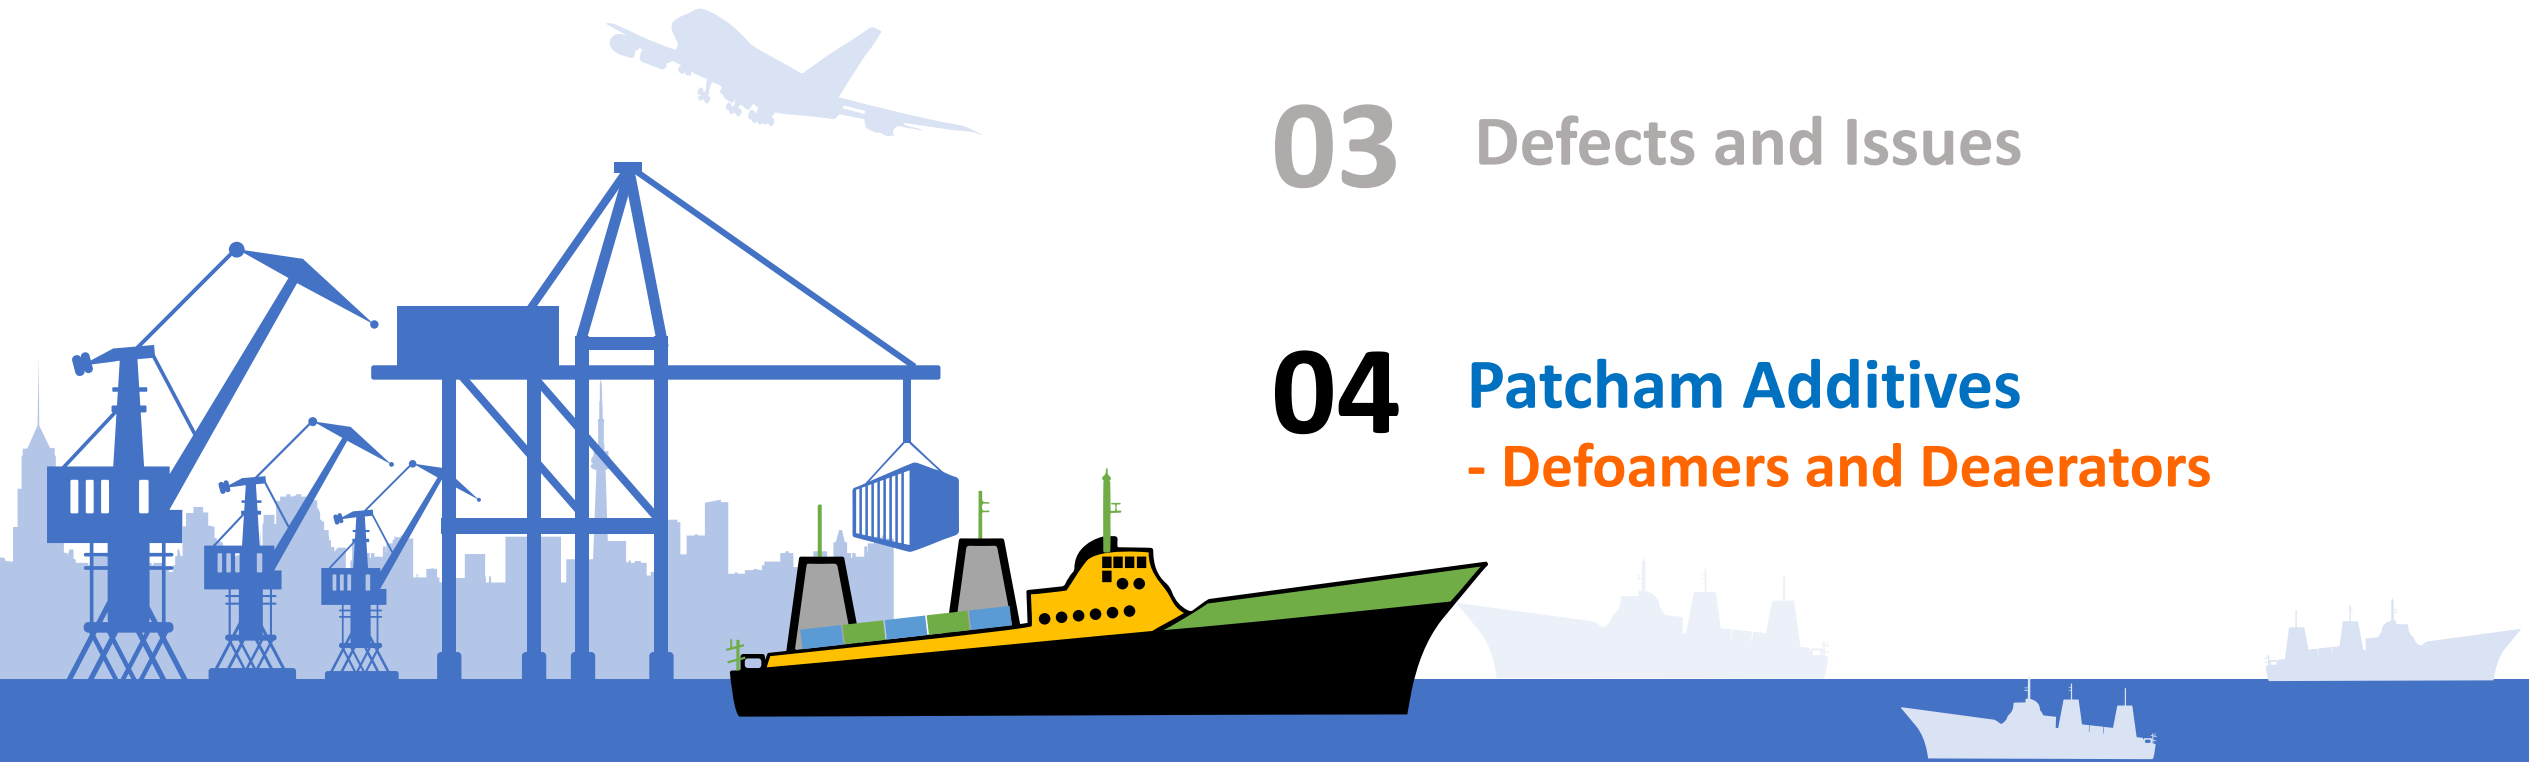 03 Defects and Issues
04 Patcham Additives
- Defoamers and Deaerators